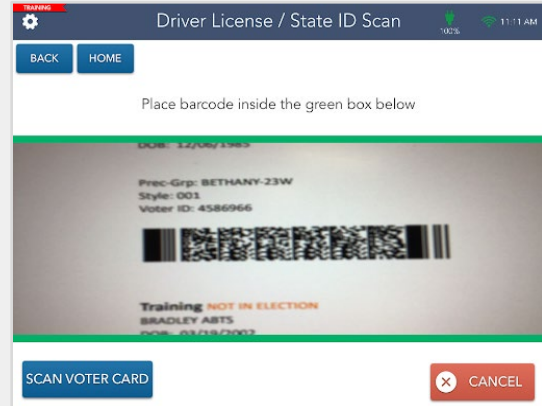 TRAINING
Driver License / State ID Scan
100%
11:11 AM
BACK
HOME
Place barcode inside the green box below
DOB: 12/06/1985
Prec-Grp: BETHANY-23W
Style: 001
Voter ID: 4586966
Training NOT IN ELECTION
BRADLEY ABTS
DOB: 03/19/2002
SCAN VOTER CARD
CANCEL